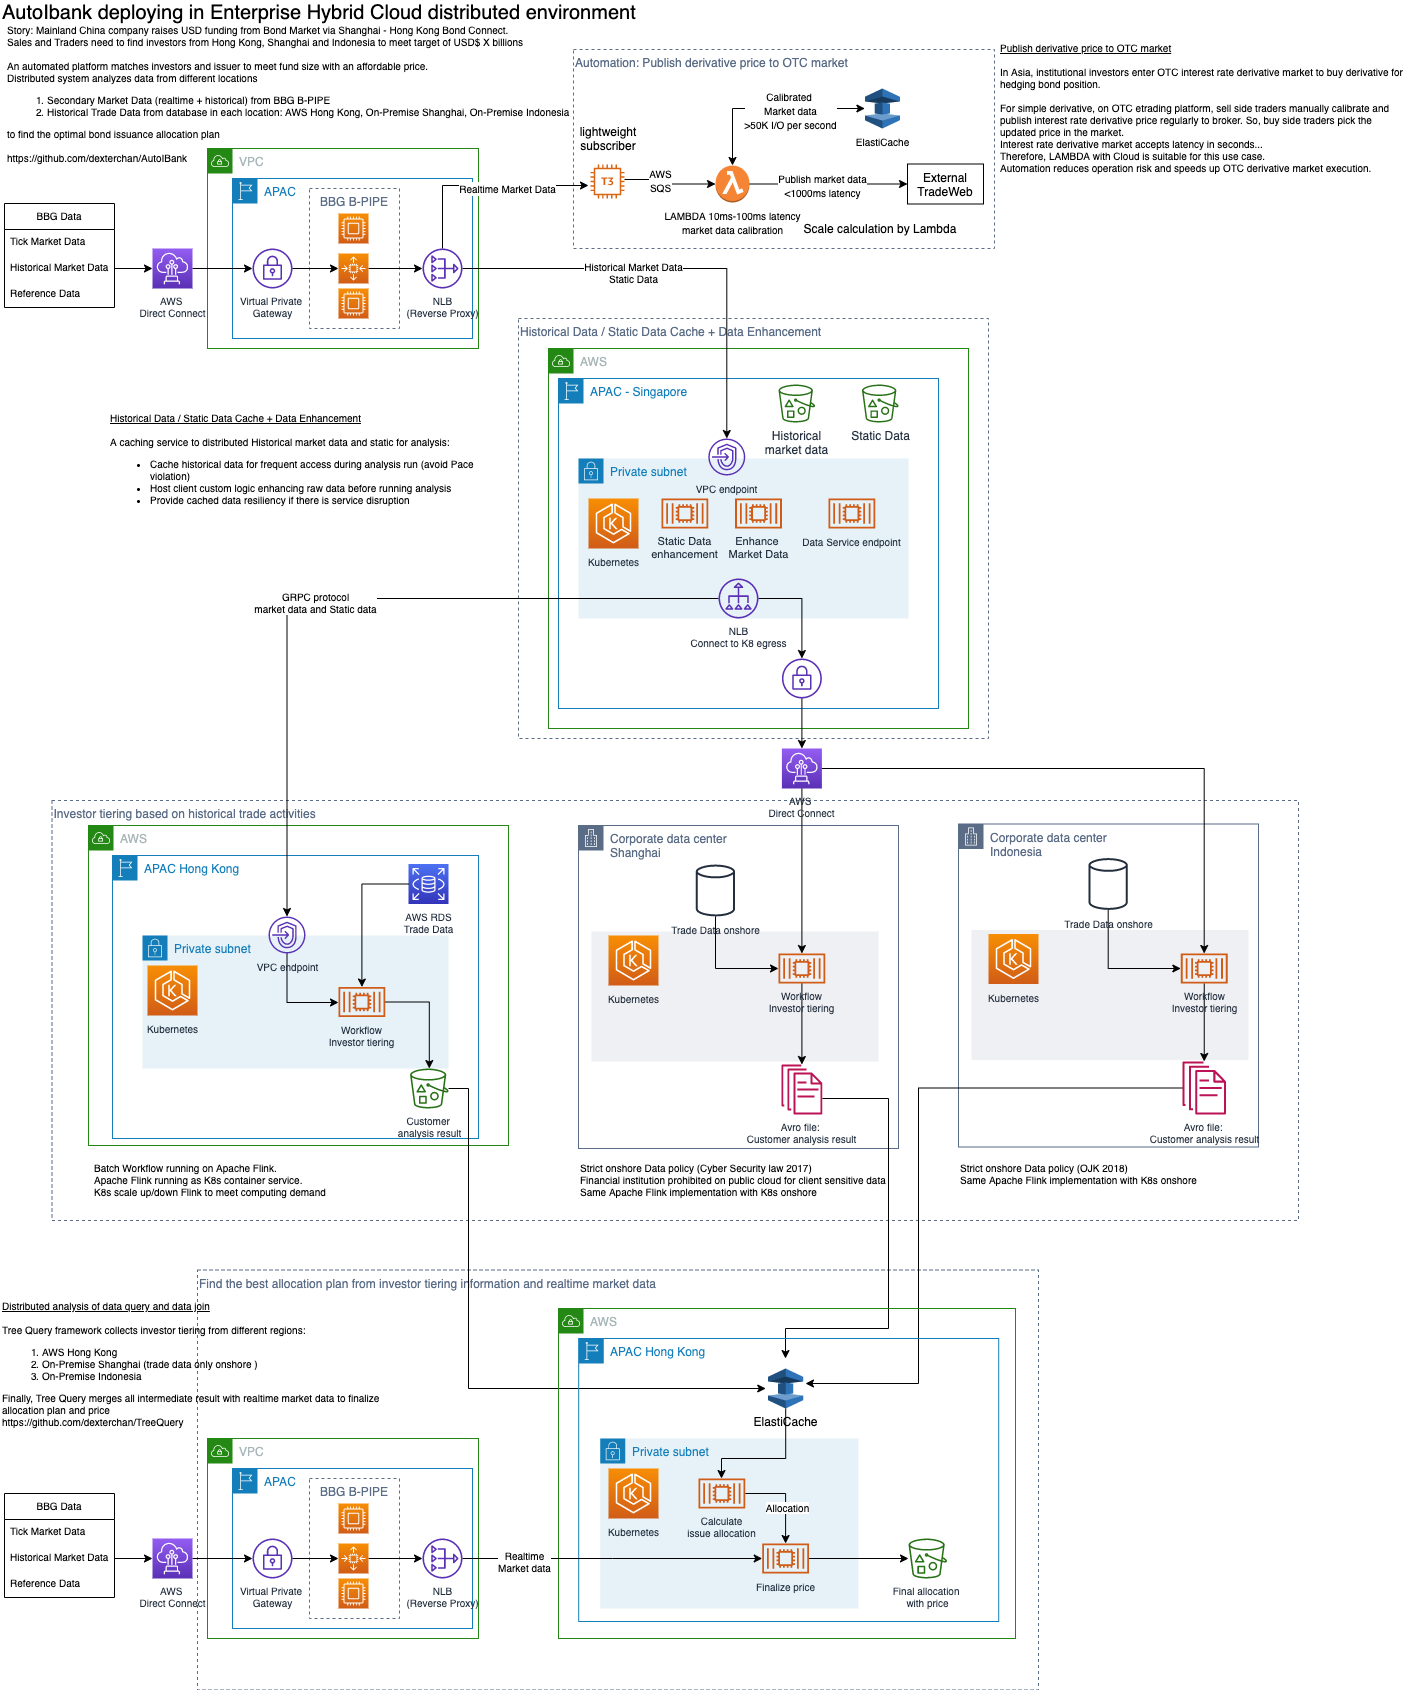 AutoIbank deploying in Enterprise Hybrid Cloud distributed environment
Story: Mainland China company raises USD funding from Bond Market via Shanghai - Hong Kong Bond Connect.
Sales and Traders need to find investors from Hong Kong, Shanghai and Indonesia to meet target of USD$ X billions
An automated platform matches investors and issuer to meet fund size with an affordable price.
Distributed system analyzes data from different locations
1. Secondary Market Data (realtime + historical) from BBG B-PIPE
2. Historical Trade Data from database in each location: AWS Hong Kong, On-Premise Shanghai, On-Premise Indonesia
to find the optimal bond issuance allocation plan
https://github.com/dexterchan/AutoIBank
Automation: Publish derivative price to OTC market
Calibrated
Market data
>50K I/O per second
ElastiCache
lightweight
subscriber
T3
AWS
SQS
Publish market data
<1000ms latency
External
TradeWeb
LAMBDA 10ms-100ms latency
market data calibration
Scale calculation by Lambda
Publish derivative price to OTC market
In Asia, institutional investors enter OTC interest rate derivative market to buy derivative for
hedging bond position.
For simple derivative, on OTC etrading platform, sell side traders manually calibrate and
publish interest rate derivative price regularly to broker. So, buy side traders pick the
updated price in the market.
Interest rate derivative market accepts latency in seconds...
Therefore, LAMBDA with Cloud is suitable for this use case.
Automation reduces operation risk and speeds up OTC derivative market execution.
VPC
APAC
BBG B-PIPE
Realtime Market Data
BBG Data
Tick Market Data
Historical Market Data
Reference Data
AWS
Direct Connect
Virtual Private
Gateway
NLB
(Reverse Proxy)
Historical Market Data
Static Data
Historical Data / Static Data Cache + Data Enhancement
AWS
APAC - Singapore
Historical
market data
Static Data
Private subnet
VPC endpoint
Kubernetes
Static Data
enhancement
Enhance
Market Data
Data Service endpoint
NLB
Connect to K8 egress
Historical Data / Static Data Cache + Data Enhancement
A caching service to distributed Historical market data and static for analysis:
• Cache historical data for frequent access during analysis run (avoid Pace
violation)
• Host client custom logic enhancing raw data before running analysis
• Provide cached data resiliency if there is service disruption
GRPC protocol
market data and Static data
AWS
Direct Connect
Investor tiering based on historical trade activities
AWS
APAC Hong Kong
AWS RDS
Trade Data
Private subnet
VPC endpoint
Kubernetes
Workflow
Investor tiering
Customer
analysis result
Batch Workflow running on Apache Flink.
Apache Flink running as K8s container service.
K8s scale up/down Flink to meet computing demand
Corporate data center
Shanghai
Trade Data onshore
Kubernetes
Workflow
Investor tiering
Avro file:
Customer analysis result
Strict onshore Data policy (Cyber Security law 2017)
Financial institution prohibited on public cloud for client sensitive data
Same Apache Flink implementation with K8s onshore
Corporate data center
Indonesia
Trade Data onshore
Kubernetes
Workflow
Investor tiering
Avro file:
Customer analysis result
Strict onshore Data policy (OJK 2018)
Same Apache Flink implementation with K8s onshore
Find the best allocation plan from investor tiering information and realtime market data
Distributed analysis of data query and data join
Tree Query framework collects investor tiering from different regions:
1. AWS Hong Kong
2. On-Premise Shanghai (trade data only onshore )
3. On-Premise Indonesia
Finally, Tree Query merges all intermediate result with realtime market data to finalize
allocation plan and price
https://github.com/dexterchan/TreeQuery
AWS
APAC Hong Kong
ElastiCache
Private subnet
Kubernetes
Calculate
issue allocation
Allocation
Finalize price
Final allocation
with price
VPC
APAC
BBG B-PIPE
BBG Data
Tick Market Data
Historical Market Data
Reference Data
AWS
Direct Connect
Virtual Private
Gateway
NLB
(Reverse Proxy)
Realtime
Market data